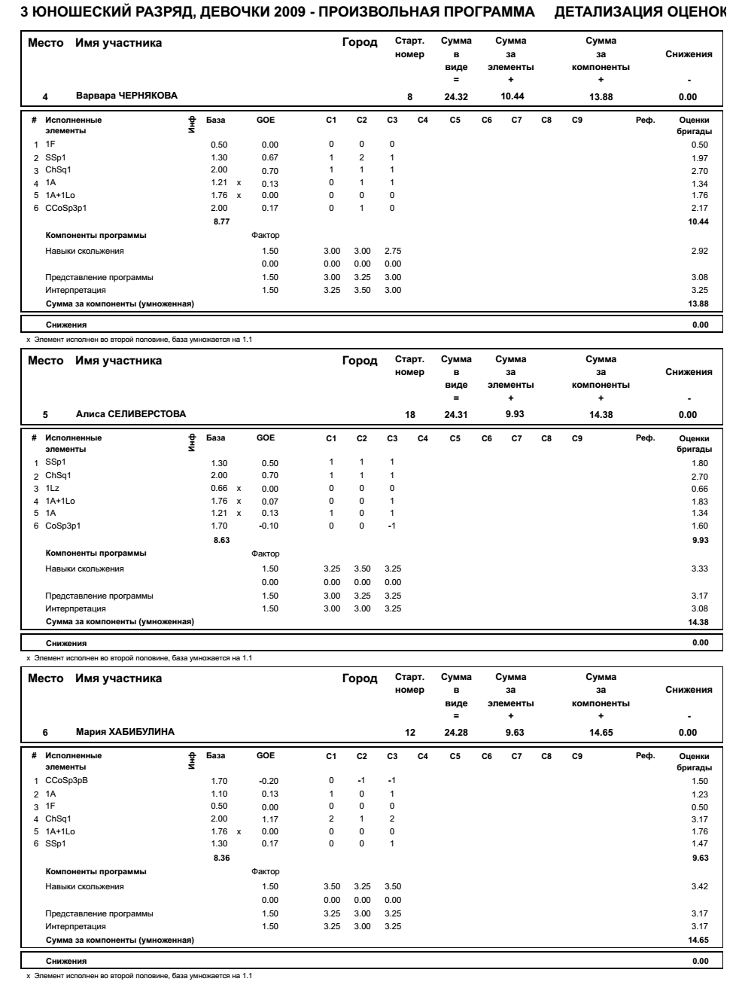 3 ЮНОШЕСКИЙ РАЗРЯД, ДЕВОЧКИ 2009 - ПРОИЗВОЛЬНАЯ ПРОГРАММА ДЕТАЛИЗАЦИЯ ОЦЕНОК
Место Имя участника Город Старт. Сумма Сумма Сумма
номер в за за Снижения
виде элементы компоненты
= + + -
4 Варвара ЧЕРНЯКОВА 8 24.32 10.44 13.88 0.00
# Исполненные Инф База GOE C1 C2 C3 C4 C5 C6 C7 C8 C9 Реф. Оценки
элементы бригады
1 1F 0.50 0.00 0 0 0 0.50
2 SSp1 1.30 0.67 1 2 1 1.97
3 ChSq1 2.00 0.70 1 1 1 2.70
4 1A 1.21 x 0.13 0 1 1 1.34
5 1A+1Lo 1.76 x 0.00 0 0 0 1.76
6 CCoSp3p1 2.00 0.17 0 1 0 2.17
8.77 10.44
Компоненты программы Фактор
Навыки скольжения 1.50 3.00 3.00 2.75 2.92
0.00 0.00 0.00 0.00
Представление программы 1.50 3.00 3.25 3.00 3.08
Интерпретация 1.50 3.25 3.50 3.00 3.25
Сумма за компоненты (умноженная) 13.88
Снижения 0.00
x Элемент исполнен во второй половине, база умножается на 1.1
Место Имя участника Город Старт. Сумма Сумма Сумма
номер в за за Снижения
виде элементы компоненты
= + + -
5 Алиса СЕЛИВЕРСТОВА 18 24.31 9.93 14.38 0.00
# Исполненные Инф База GOE C1 C2 C3 C4 C5 C6 C7 C8 C9 Реф. Оценки
элементы бригады
1 SSp1 1.30 0.50 1 1 1 1.80
2 ChSq1 2.00 0.70 1 1 1 2.70
3 1Lz 0.66 x 0.00 0 0 0 0.66
4 1A+1Lo 1.76 x 0.07 0 0 1 1.83
5 1A 1.21 x 0.13 1 0 1 1.34
6 CoSp3p1 1.70 -0.10 0 0 -1 1.60
8.63 9.93
Компоненты программы Фактор
Навыки скольжения 1.50 3.25 3.50 3.25 3.33
0.00 0.00 0.00 0.00
Представление программы 1.50 3.00 3.25 3.25 3.17
Интерпретация 1.50 3.00 3.00 3.25 3.08
Сумма за компоненты (умноженная) 14.38
Снижения 0.00
x Элемент исполнен во второй половине, база умножается на 1.1
Место Имя участника Город Старт. Сумма Сумма Сумма
номер в за за Снижения
виде элементы компоненты
= + + -
6 Мария ХАБИБУЛИНА 12 24.28 9.63 14.65 0.00
# Исполненные Инф База GOE C1 C2 C3 C4 C5 C6 C7 C8 C9 Реф. Оценки
элементы бригады
1 CCoSp3pB 1.70 -0.20 0 -1 -1 1.50
2 1A 1.10 0.13 1 0 1 1.23
3 1F 0.50 0.00 0 0 0 0.50
4 ChSq1 2.00 1.17 2 1 2 3.17
5 1A+1Lo 1.76 x 0.00 0 0 0 1.76
6 SSp1 1.30 0.17 0 0 1 1.47
8.36 9.63
Компоненты программы Фактор
Навыки скольжения 1.50 3.50 3.25 3.50 3.42
0.00 0.00 0.00 0.00
Представление программы 1.50 3.25 3.00 3.25 3.17
Интерпретация 1.50 3.25 3.00 3.25 3.17
Сумма за компоненты (умноженная) 14.65
Снижения 0.00
x Элемент исполнен во второй половине, база умножается на 1.1